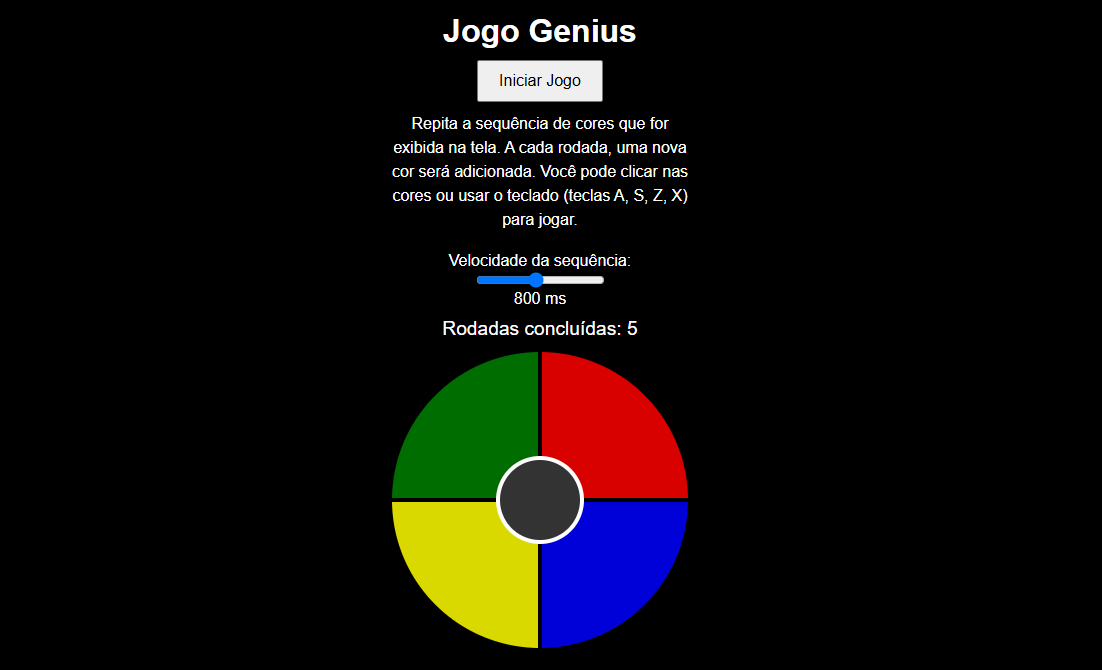 Jogo Genius
Iniciar Jogo
Repita a sequência de cores que for
exibida na tela. A cada rodada, uma nova
cor será adicionada. Você pode clicar nas
cores ou usar o teclado (teclas A, S, Z, X)
para jogar.
Velocidade da sequência:
800 ms
Rodadas concluídas: 5